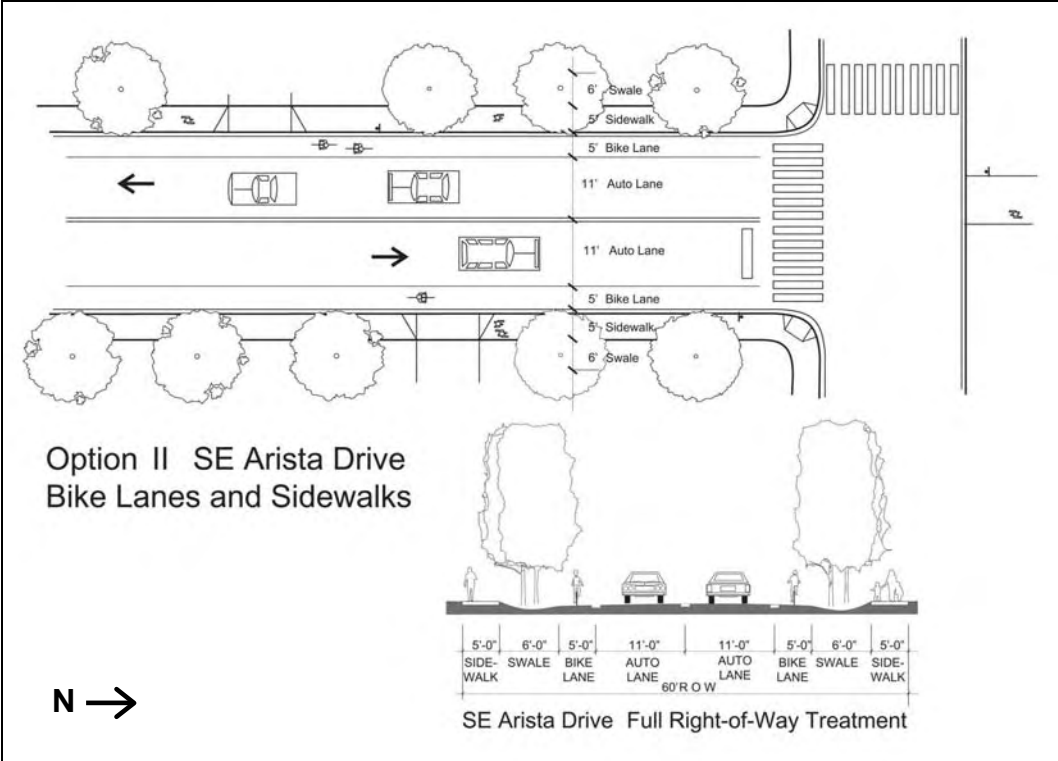 6' Swale
5' Sidewalk
5' Bike Lane
11' Auto Lane
11' Auto Lane
5' Bike Lane
5' Sidewalk
6' Swale
Option II SE Arista Drive
Bike Lanes and Sidewalks
5'-0" 6'-0" 5'-0" 11'-0" 11'-0" 5'-0" 6'-0" 5'-0"
SIDE- SWALE BIKE AUTO AUTO BIKE SWALE SIDE-
WALK LANE LANE LANE LANE WALK
60'R O W
N
SE Arista Drive Full Right-of-Way Treatment